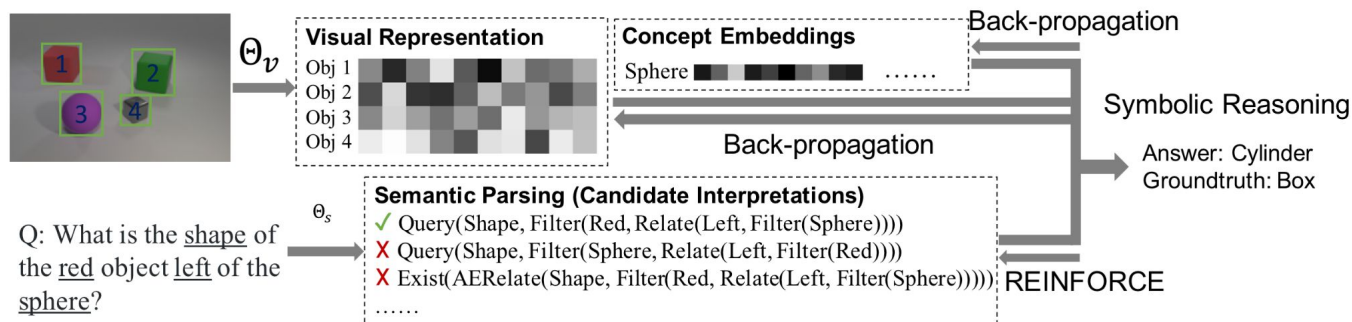 1
2
3
4
Θv
Visual Representation
Obj 1
Obj 2
Obj 3
Obj 4
Concept Embeddings
Sphere ......
Back-propagation
Back-propagation
Symbolic Reasoning
Answer: Cylinder
Groundtruth: Box
Q: What is the shape of
the red object left of the
sphere?
Θs
Semantic Parsing (Candidate Interpretations)
✓ Query(Shape, Filter(Red, Relate(Left, Filter(Sphere))))
✗ Query(Shape, Filter(Sphere, Relate(Left, Filter(Red))))
✗ Exist(AERelate(Shape, Filter(Red, Relate(Left, Filter(Sphere)))))
......
REINFORCE